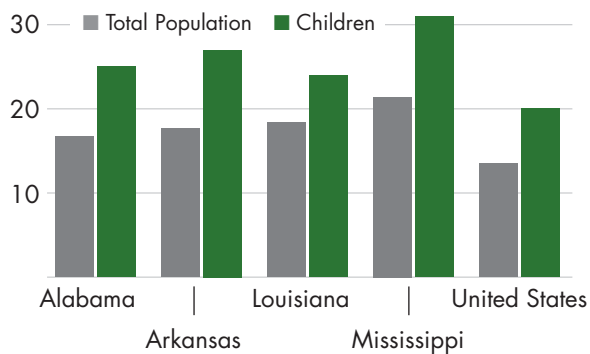 30
Total Population Children
20
10
Alabama Louisiana United States
Arkansas Mississippi